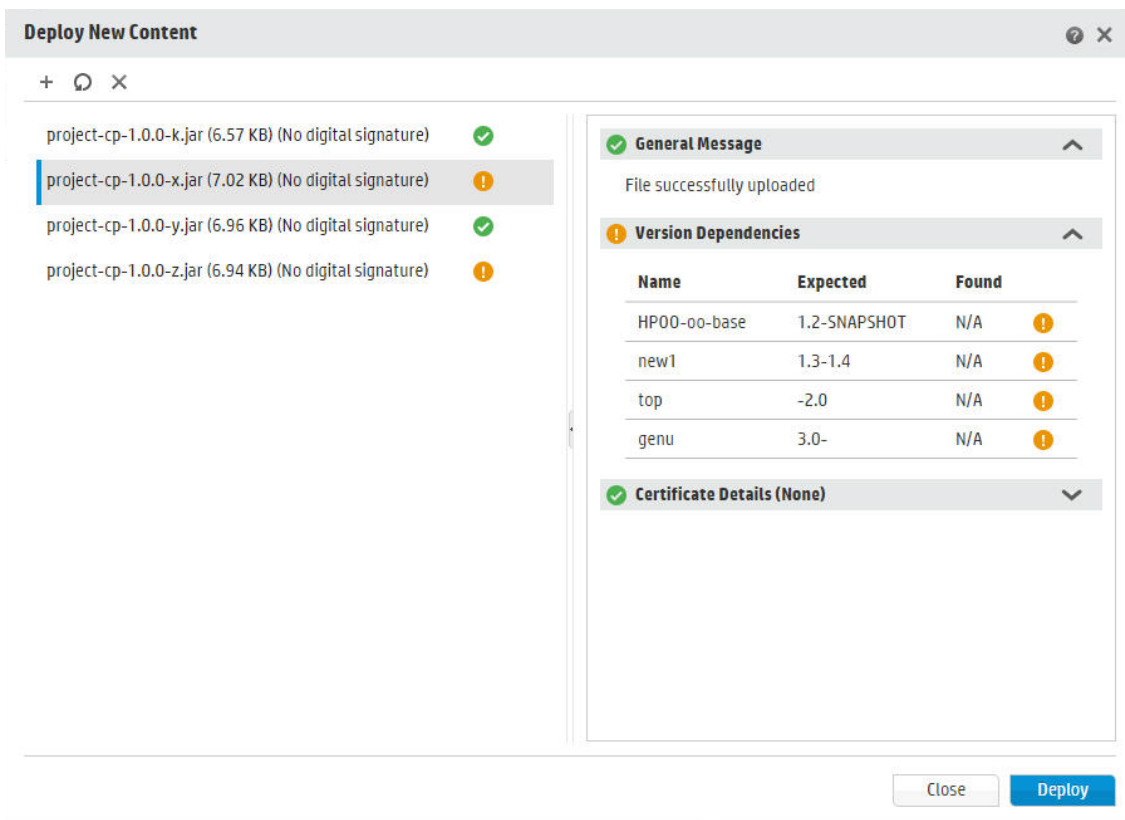 Deploy New Content
project-cp-1.0.0-k.jar (6.57 KB) (No digital signature)
project-cp-1.0.0-x.jar (7.02 KB) (No digital signature)
project-cp-1.0.0-y.jar (6.96 KB) (No digital signature)
project-cp-1.0.0-z.jar (6.94 KB) (No digital signature)
General Message
File successfully uploaded
Version Dependencies
Name Expected Found
HPOO-oo-base 1.2-SNAPSHOT N/A
new1 1.3-1.4 N/A
top -2.0 N/A
genu 3.0- N/A
Certificate Details (None)
Close Deploy